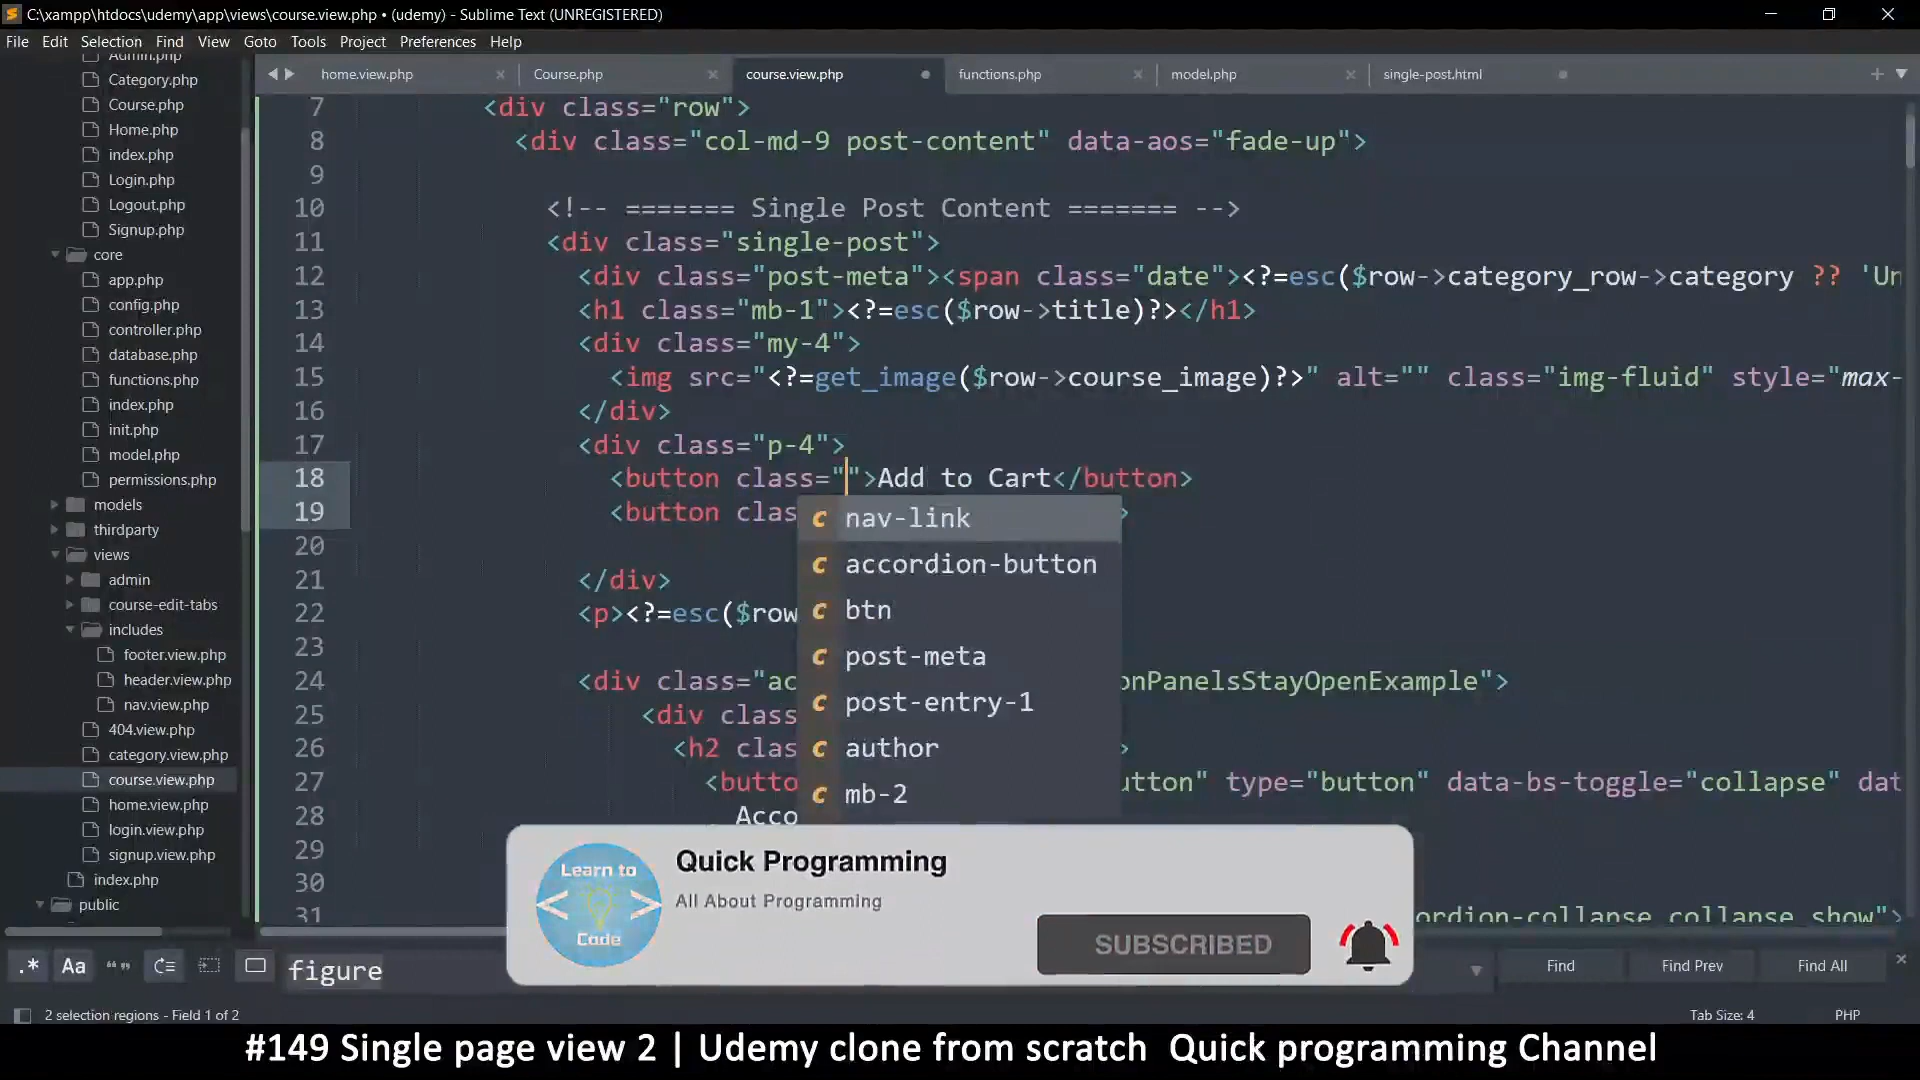 C:\xampp\htdocs\udemy\app\views\course.view.php • (udemy) - Sublime Text (UNREGISTERED)
File Edit Selection Find View Goto Tools Project Preferences Help
home.view.php Course.php course.view.php functions.php model.php single-post.html
Admin.php
Category.php
Course.php
Home.php
index.php
Login.php
Logout.php
Signup.php
core
app.php
config.php
controller.php
database.php
functions.php
index.php
init.php
model.php
permissions.php
models
thirdparty
views
admin
course-edit-tabs
includes
footer.view.php
header.view.php
nav.view.php
404.view.php
category.view.php
course.view.php
home.view.php
login.view.php
signup.view.php
index.php
public
7 <div class="row">
8 <div class="col-md-9 post-content" data-aos="fade-up">
9
10 <!-- ======= Single Post Content ======= -->
11 <div class="single-post">
12 <div class="post-meta"><span class="date"><?=esc($row->category_row->category ?? 'Un
13 <h1 class="mb-1"><?=esc($row->title)?></h1>
14 <div class="my-4">
15 <img src="<?=get_image($row->course_image)?>" alt="" class="img-fluid" style="max-
16 </div>
17 <div class="p-4">
18 <button class="">Add to Cart</button>
19 <button clas >
20
21 </div>
22 <p><?=esc($row
23
24 <div class="ac onPanelsStayOpenExample">
25 <div class
26 <h2 clas >
27 <butto utton" type="button" data-bs-toggle="collapse" dat
28 Acco
29
30
31 ordion-collapse collapse show">
c nav-link
c accordion-button
c btn
c post-meta
c post-entry-1
c author
c mb-2
Learn to
< >
Code
Quick Programming
All About Programming
SUBSCRIBED
.* Aa “” figure Find Find Prev Find All
2 selection regions - Field 1 of 2 Tab Size: 4 PHP
#149 Single page view 2 | Udemy clone from scratch Quick programming Channel